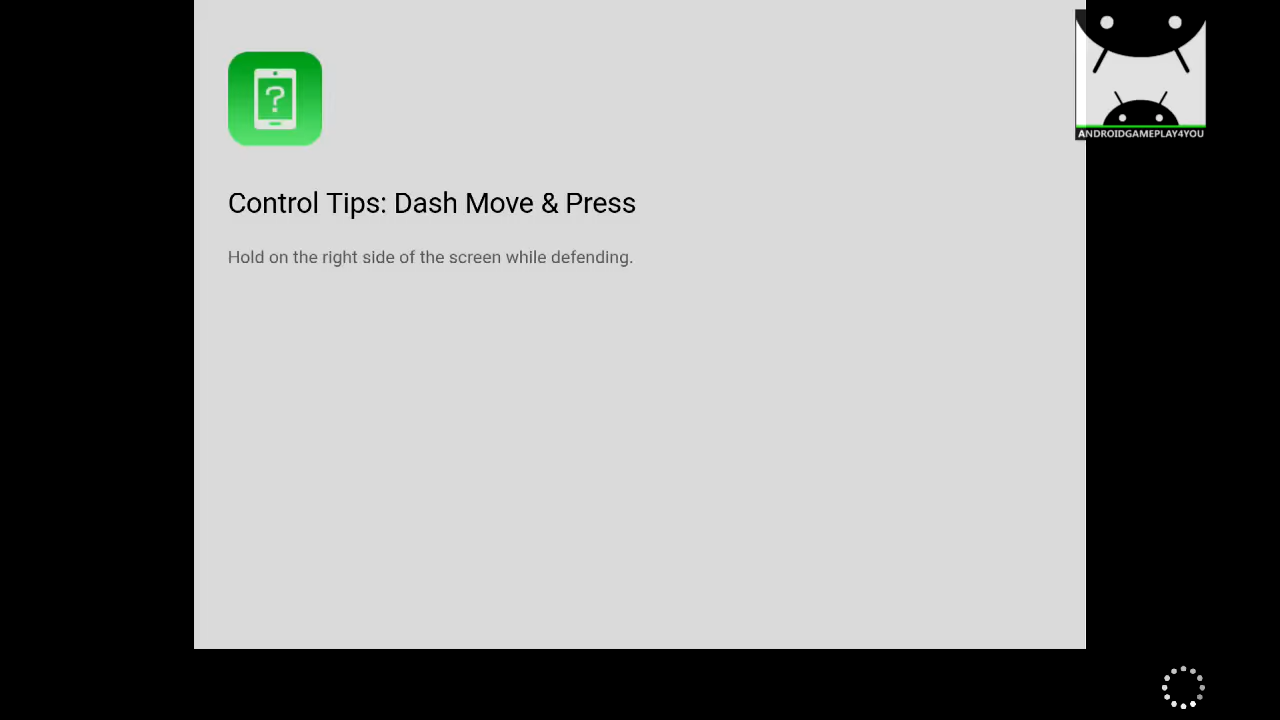 ?
ANDROIDGAMEPLAY4YOU
Control Tips: Dash Move & Press
Hold on the right side of the screen while defending.